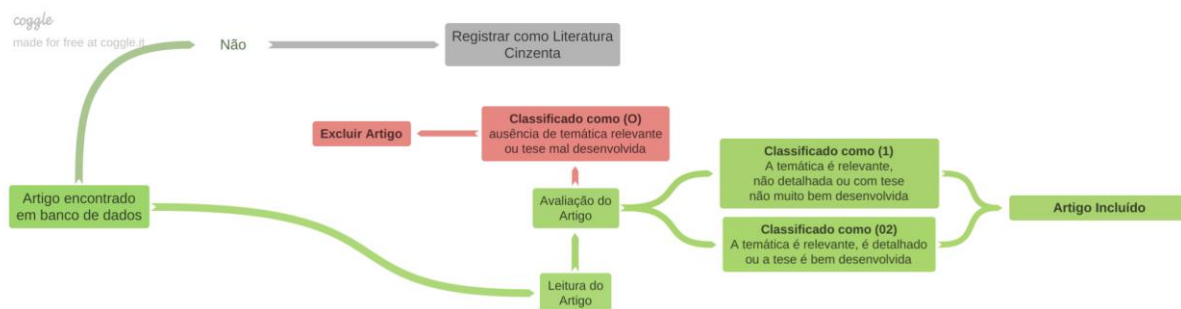 coggle
made for free at coggle.it
Não
Registrar como Literatura
Cinzenta
Excluir Artigo
Classificado como (O)
ausência de temática relevante
ou tese mal desenvolvida
Classificado como (1)
A temática é relevante,
não detalhada ou com tese
não muito bem desenvolvida
Artigo encontrado
em banco de dados
Avaliação do
Artigo
Artigo Incluído
Classificado como (02)
A temática é relevante, é detalhado
ou a tese é bem desenvolvida
Leitura do
Artigo